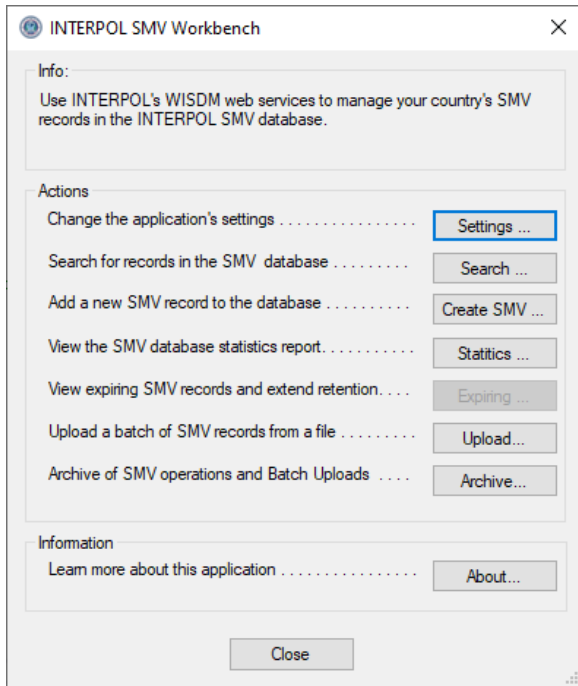 INTERPOL SMV Workbench
Info:
Use INTERPOL's WISDM web services to manage your country's SMV
records in the INTERPOL SMV database.
Actions
Change the application's settings . . . . . . . . . . . . . . . . Settings ...
Search for records in the SMV database . . . . . . . . . Search ...
Add a new SMV record to the database . . . . . . . . . . Create SMV ...
View the SMV database statistics report. . . . . . . . . . . Statitics ...
View expiring SMV records and extend retention. . . . Expiring ...
Upload a batch of SMV records from a file . . . . . . . . . Upload...
Archive of SMV operations and Batch Uploads . . . . Archive...
Information
Learn more about this application . . . . . . . . . . . . . . . . About...
Close